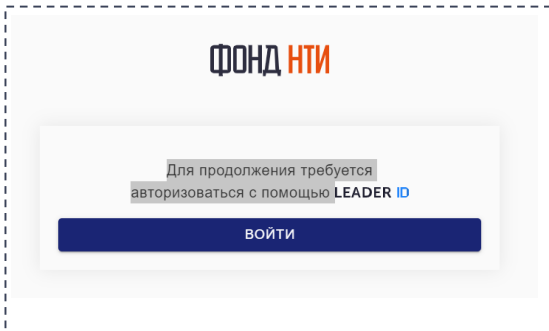 ФОНД НТИ
Для продолжения требуется
авторизоваться с помощью LEADER ID
ВОЙТИ